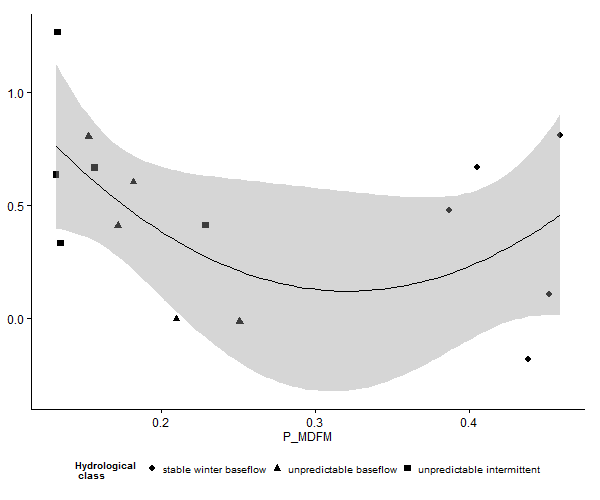 1.0
0.5
0.0
0.2 0.3 0.4
P_MDFM
Hydrological
class
stable winter baseflow unpredictable baseflow unpredictable intermittent